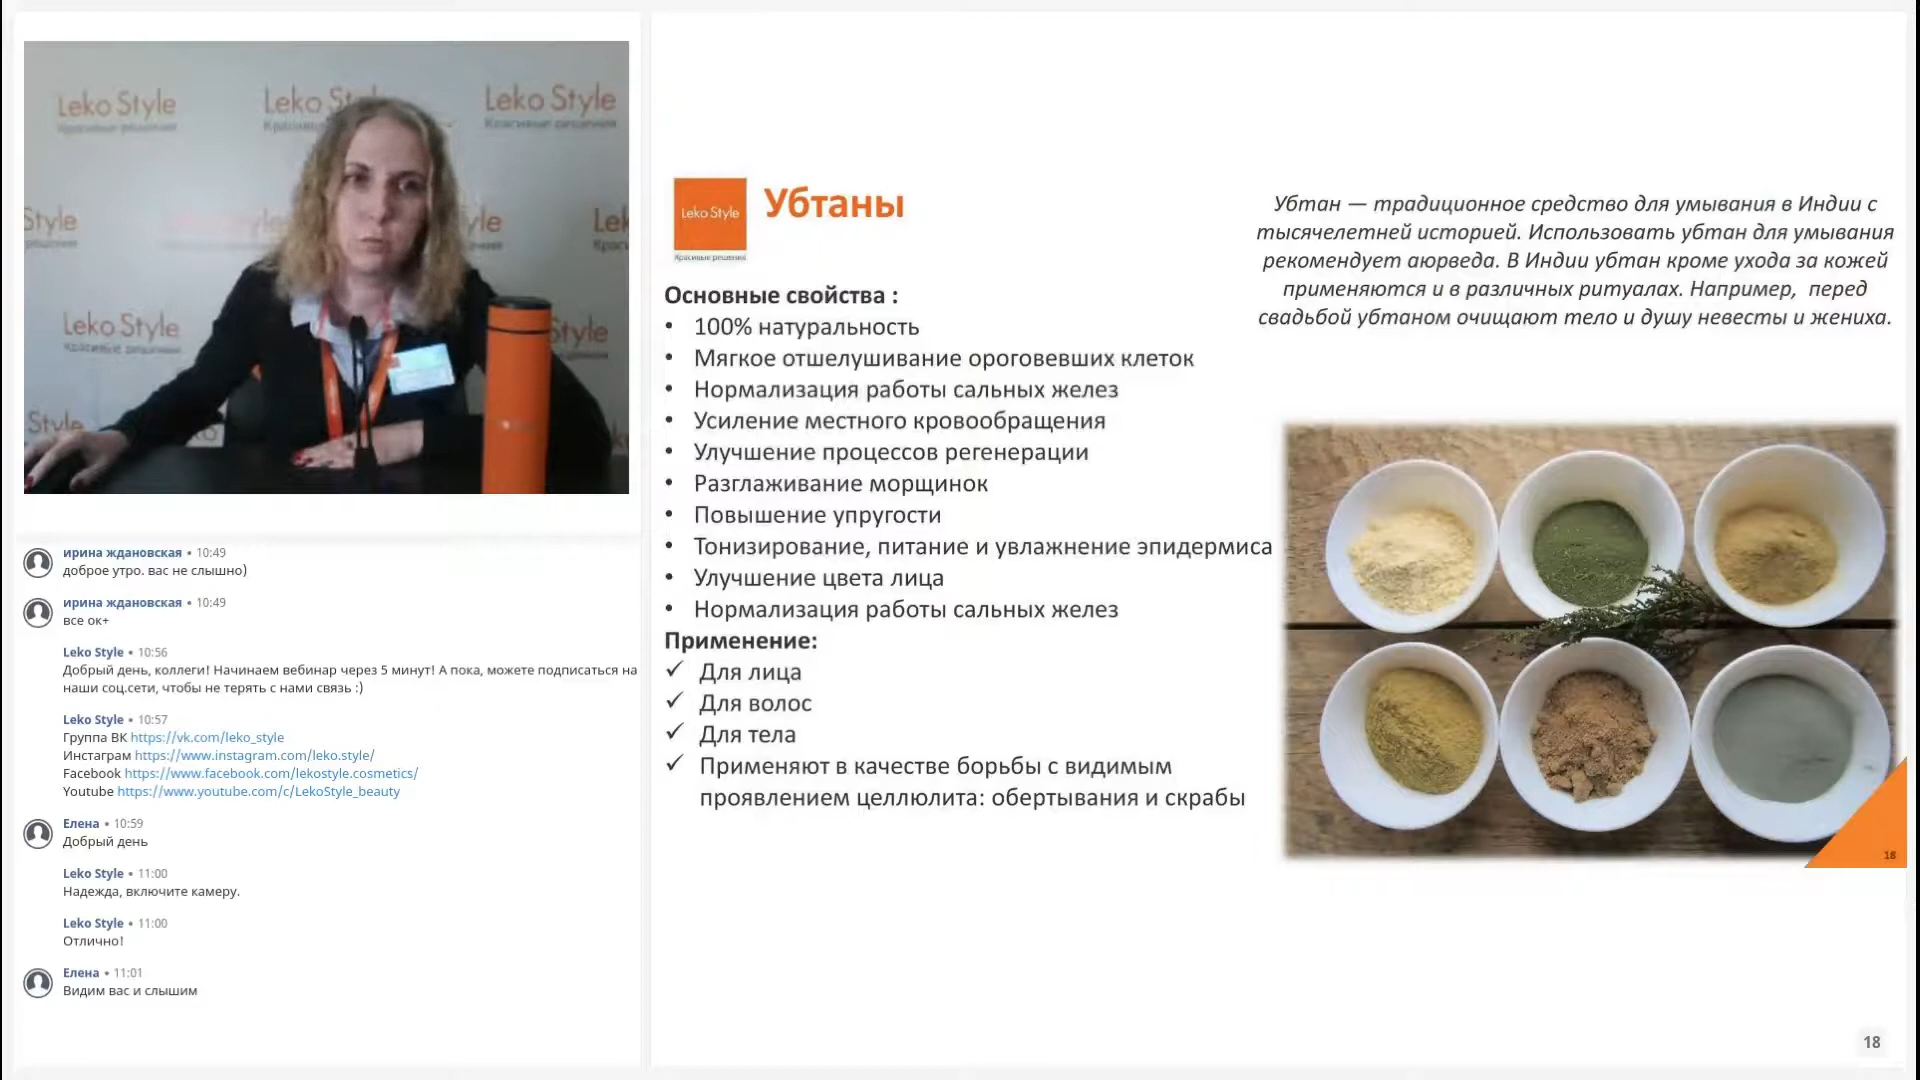 Leko Style
Красивые решения
Leko Style
Leko Style
Красивые решения
Leko Style
Красивые решения
ирина ждановская • 10:49
доброе утро. вас не слышно)
ирина ждановская • 10:49
все ок+
Leko Style • 10:56
Добрый день, коллеги! Начинаем вебинар через 5 минут! А пока, можете подписаться на
наши соц.сети, чтобы не терять с нами связь :)
Leko Style • 10:57
Группа ВК https://vk.com/leko_style
Инстаграм https://www.instagram.com/leko.style/
Facebook https://www.facebook.com/lekostyle.cosmetics/
Youtube https://www.youtube.com/c/LekoStyle_beauty
Елена • 10:59
Добрый день
Leko Style • 11:00
Надежда, включите камеру.
Leko Style • 11:00
Отлично!
Елена • 11:01
Видим вас и слышим
Leko Style
Красивые решения
Убтаны
Основные свойства :
• 100% натуральность
• Мягкое отшелушивание ороговевших клеток
• Нормализация работы сальных желез
• Усиление местного кровообращения
• Улучшение процессов регенерации
• Разглаживание морщинок
• Повышение упругости
• Тонизирование, питание и увлажнение эпидермиса
• Улучшение цвета лица
• Нормализация работы сальных желез
Применение:
✓ Для лица
✓ Для волос
✓ Для тела
✓ Применяют в качестве борьбы с видимым
проявлением целлюлита: обертывания и скрабы
Убтан — традиционное средство для умывания в Индии с
тысячелетней историей. Использовать убтан для умывания
рекомендует аюрведа. В Индии убтан кроме ухода за кожей
применяются и в различных ритуалах. Например, перед
свадьбой убтаном очищают тело и душу невесты и жениха.
18
18